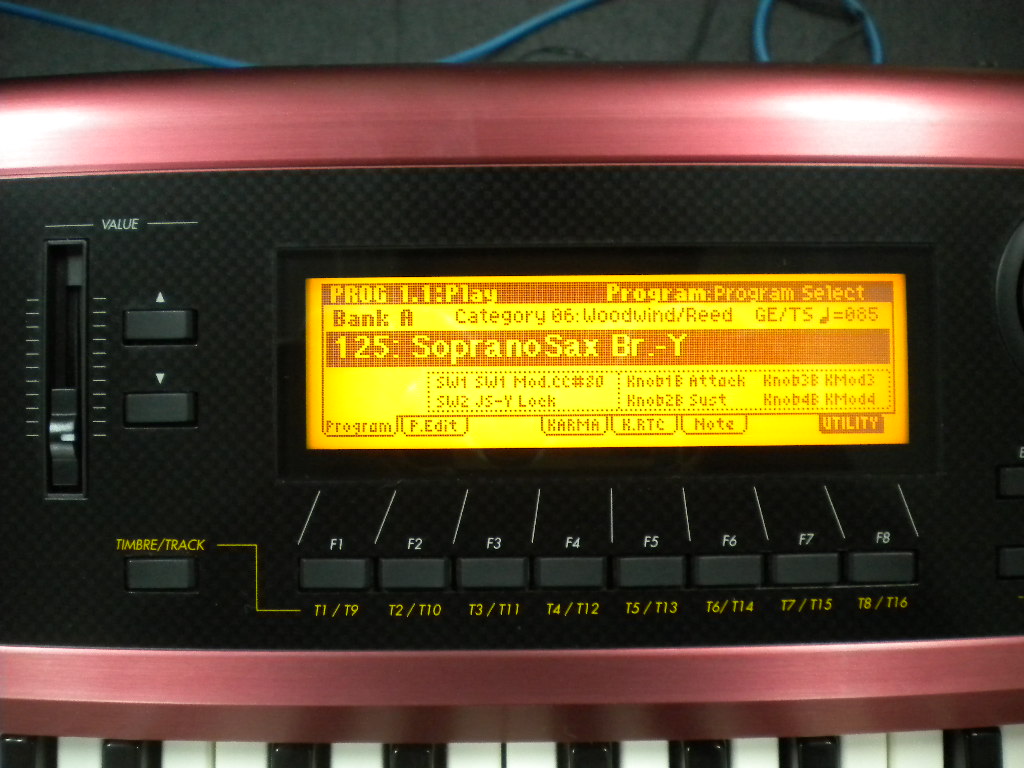 VALUE
PROG 1.1:Play Program:Program Select
Bank A Category 06:Woodwind/Reed GE/TS ♩=085
125: SopranoSax Br.-Y
SW1 SW1 Mod.CC#80 Knob1B Attack Knob3B KMod3
SW2 JS-Y Lock Knob2B Sust Knob4B KMod4
Program P.Edit KARMA K.RTC Note UTILITY
TIMBRE/TRACK F1 F2 F3 F4 F5 F6 F7 F8
T1 / T9 T2 / T10 T3 / T11 T4 / T12 T5 / T13 T6/ T14 T7 / T15 T8 / T16